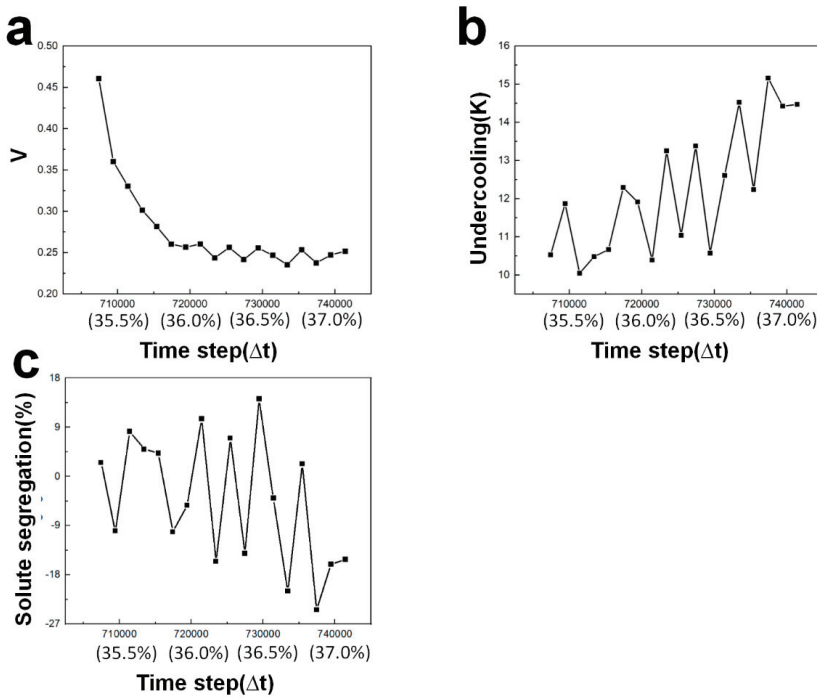 a
0.50
0.45
0.40
0.35
0.30
0.25
0.20
V
710000 720000 730000 740000
(35.5%) (36.0%) (36.5%) (37.0%)
Time step(Δt)
b
16
15
14
13
12
11
10
Undercooling(K)
710000 720000 730000 740000
(35.5%) (36.0%) (36.5%) (37.0%)
Time step(Δt)
c
18
9
0
-9
-18
-27
Solute segregation(%)
710000 720000 730000 740000
(35.5%) (36.0%) (36.5%) (37.0%)
Time step(Δt)